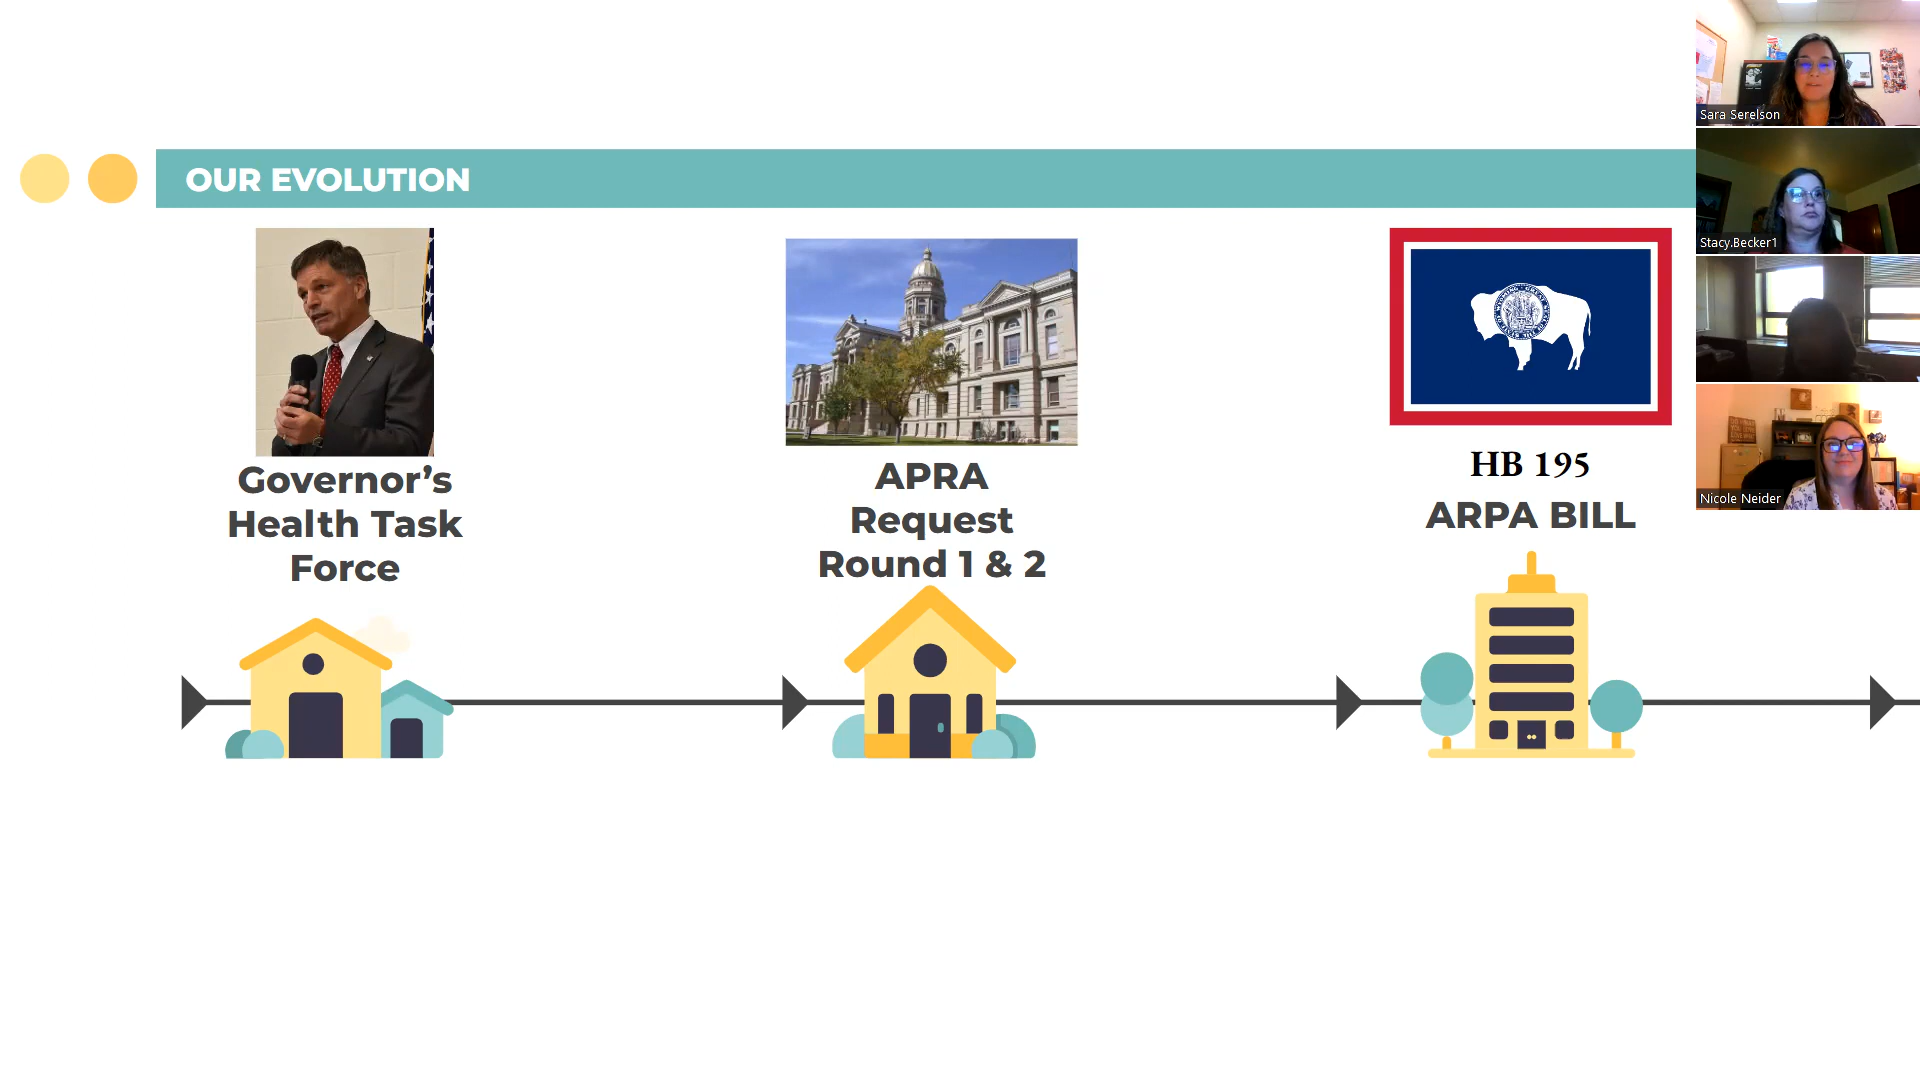 OUR EVOLUTION
Governor's
Health Task
Force
APRA
Request
Round 1 & 2
HB 195
ARPA BILL
Sara Serelson
Stacy.Becker1
Nicole Neider